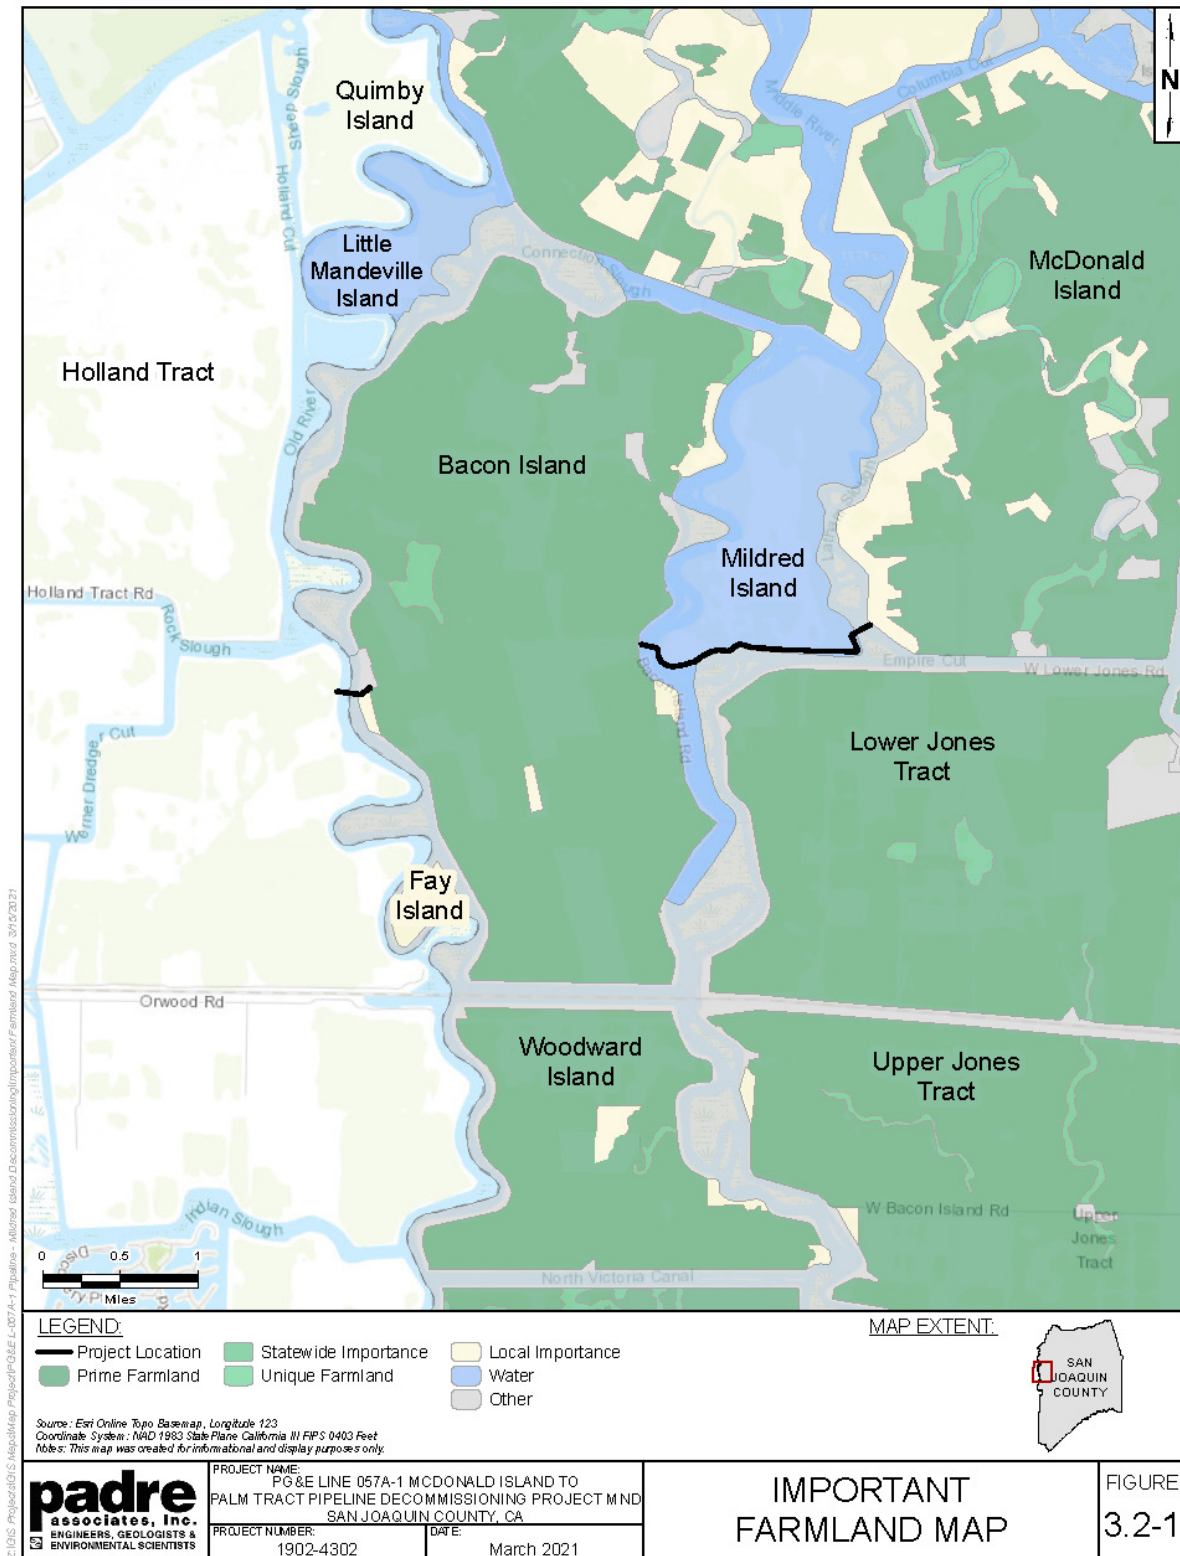 N
Quimby
Island
Sheep Slough
Holland Cut
Middle River
Columbia Cut
Little
Mandeville
Island
Connection Slough
McDonald
Island
Holland Tract
Old River
Bacon Island
Latham Slough
Mildred
Island
Holland Tract Rd
Rock Slough
Empire Cut
W Lower Jones Rd
Bacon Island Rd
Werner Dredger Cut
Lower Jones
Tract
Fay
Island
Orwood Rd
Woodward
Island
Upper Jones
Tract
Indian Slough
W Bacon Island Rd
Upper
Jones
Tract
North Victoria Canal
0 0.5 1
Miles
LEGEND:
Project Location
Prime Farmland
Statewide Importance
Unique Farmland
Local Importance
Water
Other
MAP EXTENT:
SAN
JOAQUIN
COUNTY
Source: Esri Online Topo Basemap, Longitude 123
Coordinate System: NAD 1983 StatePlane California III FIPS 0403 Feet
Notes: This map was created for informational and display purposes only.
padre
associates, inc.
ENGINEERS, GEOLOGISTS &
ENVIRONMENTAL SCIENTISTS
PROJECT NAME:
PG&E LINE 057A-1 MCDONALD ISLAND TO
PALM TRACT PIPELINE DECOMMISSIONING PROJECT MND
SAN JOAQUIN COUNTY, CA
PROJECT NUMBER:
1902-4302
DATE:
March 2021
IMPORTANT
FARMLAND MAP
FIGURE
3.2-1